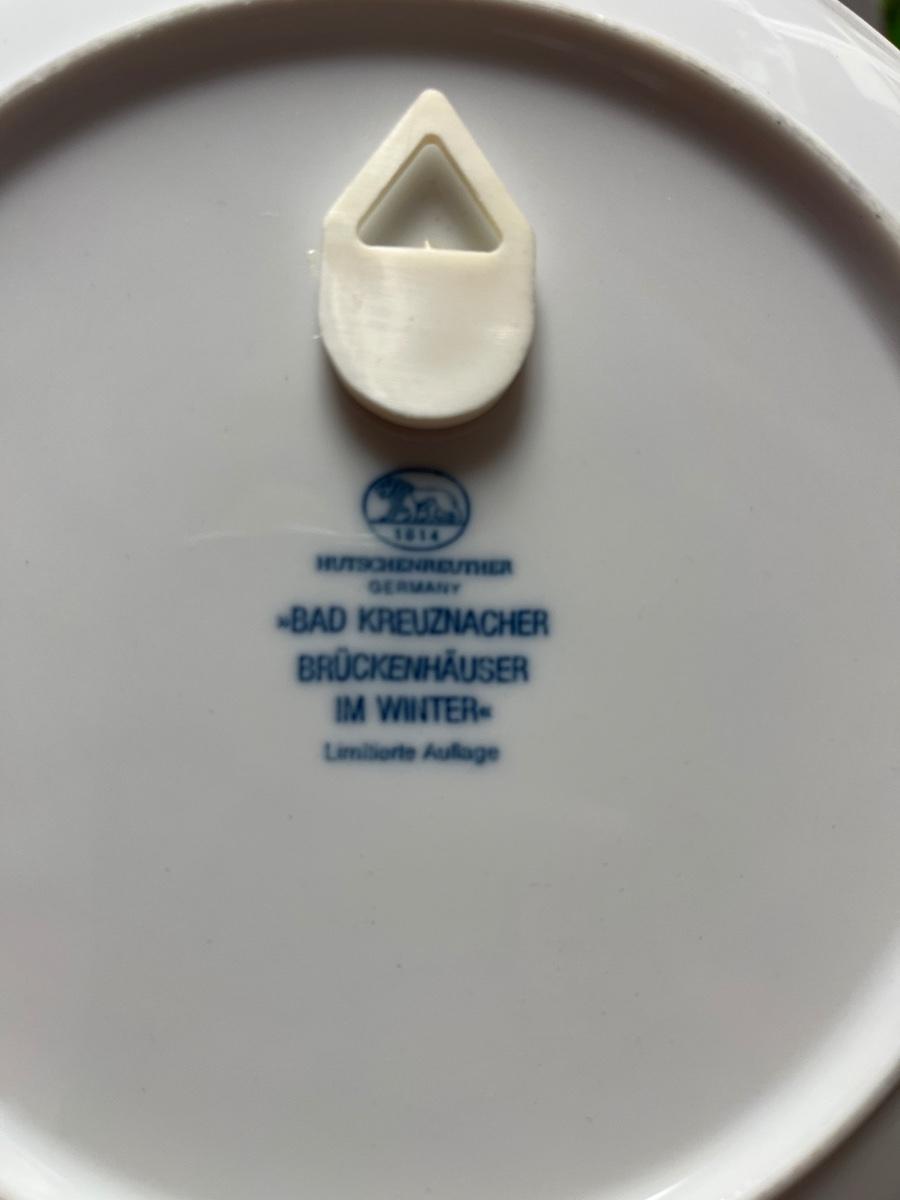 1814
HUTSCHENREUTHER
GERMANY
»BAD KREUZNACHER
BRÜCKENHÄUSER
IM WINTER«
Limitierte Auflage